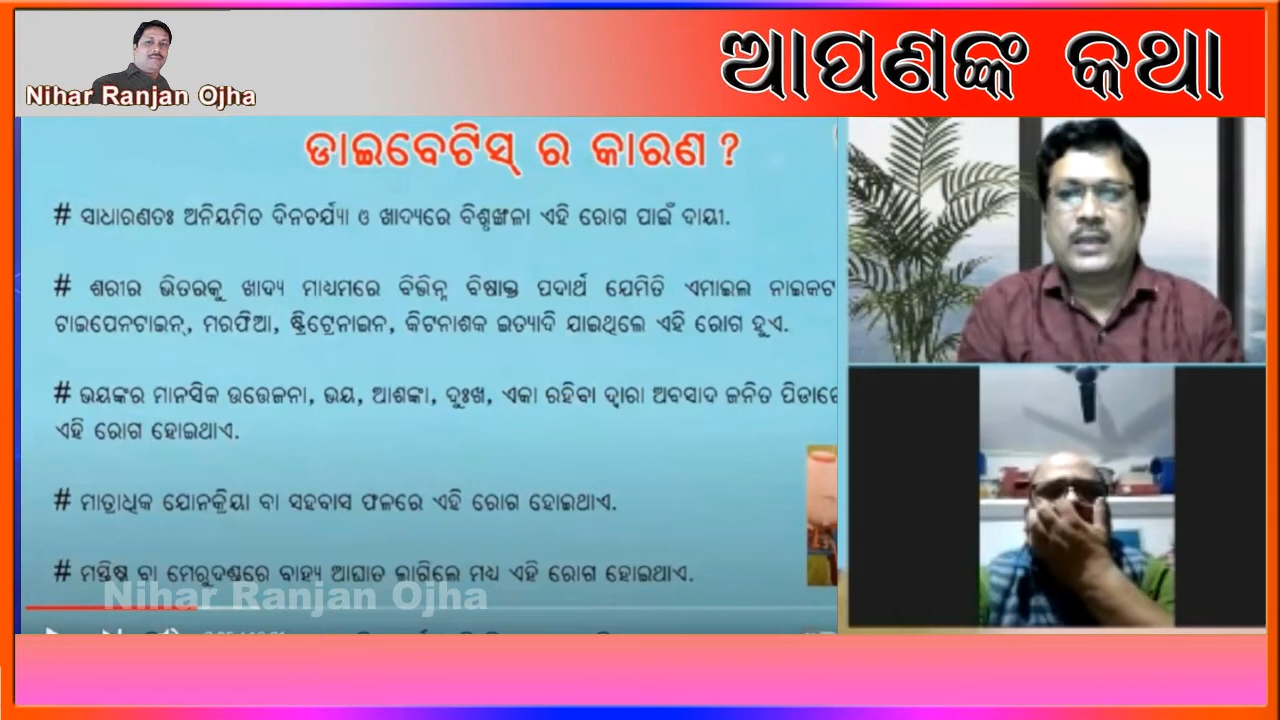 Nihar Ranjan Ojha
ଆପଣଙ୍କ କଥା
ଡାଇବେଟିସ୍ ର କାରଣ ?
# ସାଧାରଣତଃ ଅନିୟମିତ ଦିନଚର୍ଯ୍ୟା ଓ ଖାଦ୍ୟରେ ବିଶୃଙ୍ଖଳା ଏହି ରୋଗ ପାଇଁ ଦାୟୀ.
# ଶରୀର ଭିତରକୁ ଖାଦ୍ୟ ମାଧ୍ୟମରେ ବିଭିନ୍ନ ବିଷାକ୍ତ ପଦାର୍ଥ ଯେମିତି ଏମାଇଲ ନାଇକଟ
ଟାଇପେନଟାଇନ୍, ମରଫିଆ, ଷ୍ଟ୍ରିଟ୍ରେନାଇନ, କିଟନାଶକ ଇତ୍ୟାଦି ଯାଇଥିଲେ ଏହି ରୋଗ ହୁଏ.
# ଭୟଙ୍କର ମାନସିକ ଉତ୍ତେଜନା, ଭୟ, ଆଶଙ୍କା, ଦୁଃଖ, ଏକା ରହିବା ଦ୍ୱାରା ଅବସାଦ ଜନିତ
ଏହି ରୋଗ ହୋଇଥାଏ.
# ମାତ୍ରାଧିକ ଯୋନକ୍ରିୟା ବା ସହବାସ ଫଳରେ ଏହି ରୋଗ ହୋଇଥାଏ.
# ମସ୍ତିଷ୍କ ବା ମେରୁଦଣ୍ଡରେ ବାହ୍ୟ ଆଘାତ ଲାଗିଲେ ମଧ୍ୟ ଏହି ରୋଗ ହୋଇଥାଏ.
Nihar Ranjan Ojha